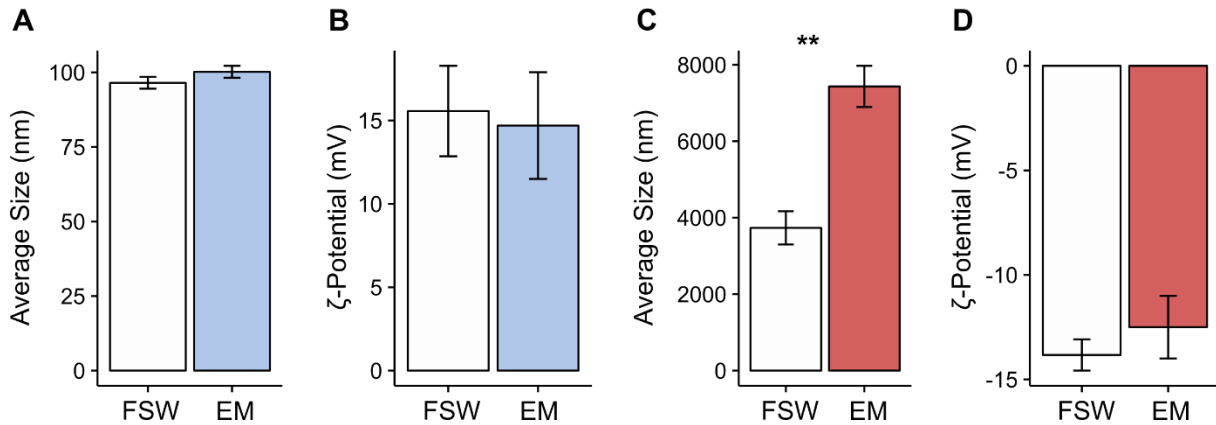 A
Average Size (nm)
100
75
50
25
0
FSW
EM
B
ζ-Potential (mV)
15
10
5
0
FSW
EM
C
**
Average Size (nm)
8000
6000
4000
2000
0
FSW
EM
D
ζ-Potential (mV)
0
-5
-10
-15
FSW
EM